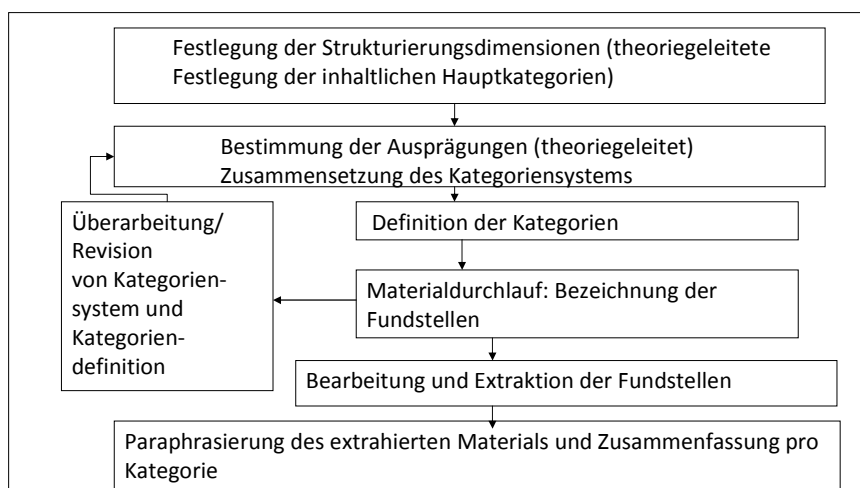 Festlegung der Strukturierungsdimensionen (theoriegeleitete
Festlegung der inhaltlichen Hauptkategorien)
Bestimmung der Ausprägungen (theoriegeleitet)
Zusammensetzung des Kategoriensystems
Überarbeitung/
Revision
von Kategorien-
system und
Kategorien-
definition
Definition der Kategorien
Materialdurchlauf: Bezeichnung der
Fundstellen
Bearbeitung und Extraktion der Fundstellen
Paraphrasierung des extrahierten Materials und Zusammenfassung pro
Kategorie